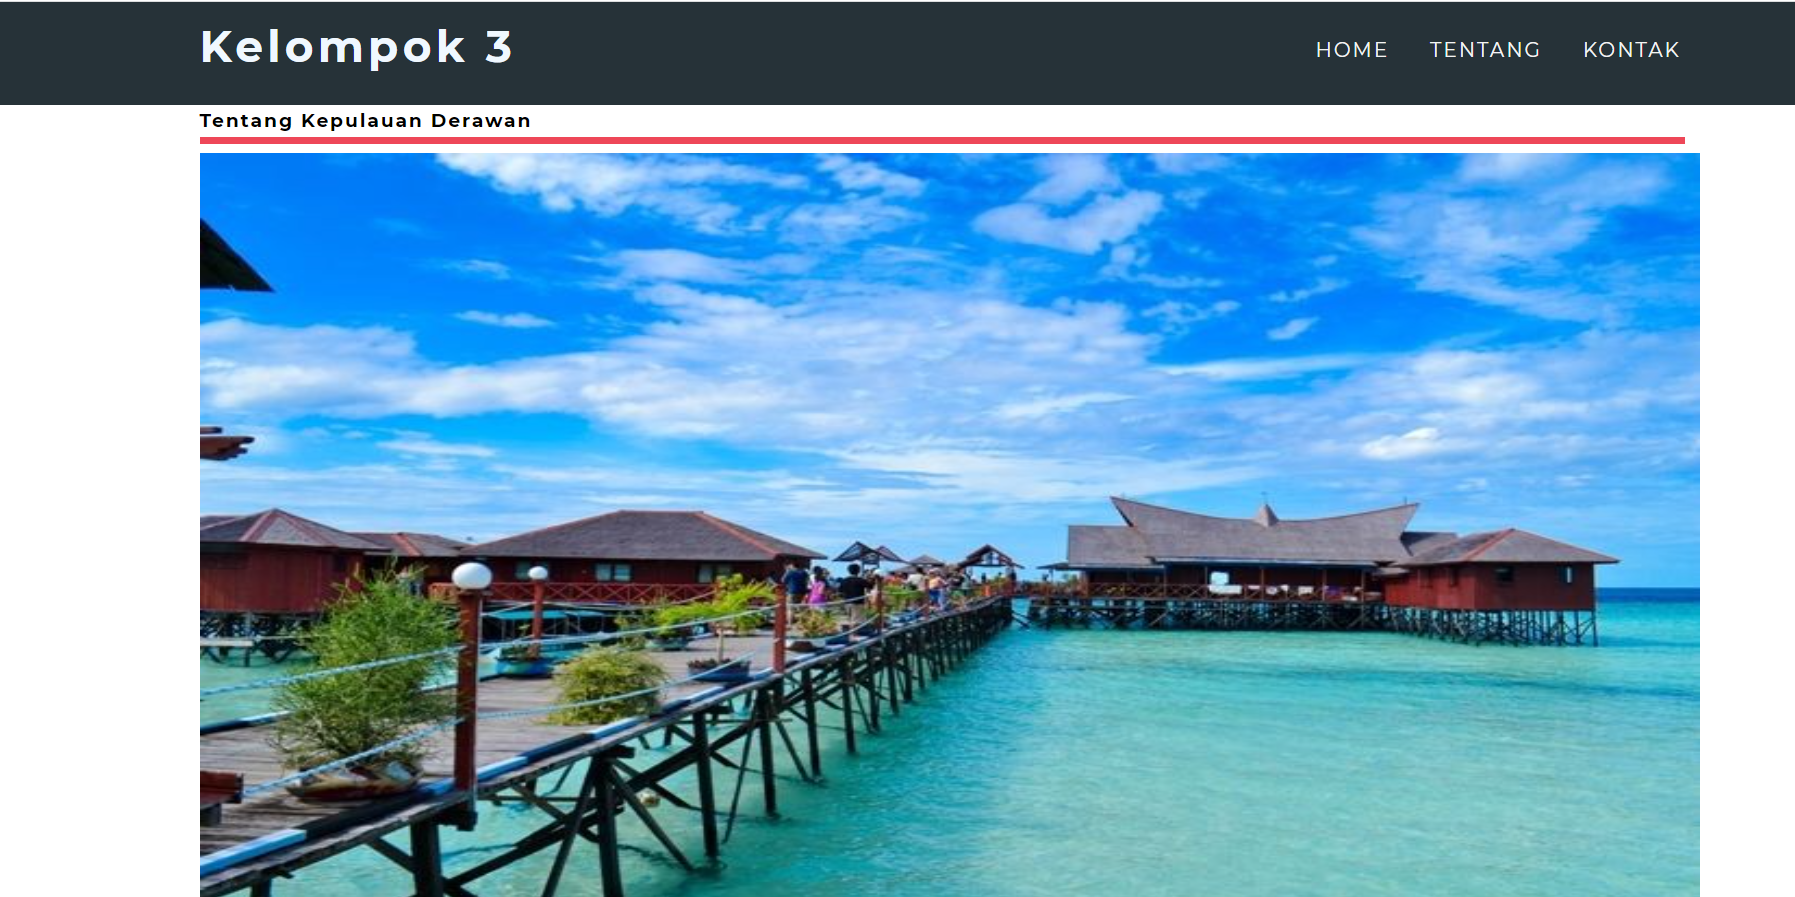 Kelompok 3
HOME TENTANG KONTAK
Tentang Kepulauan Derawan